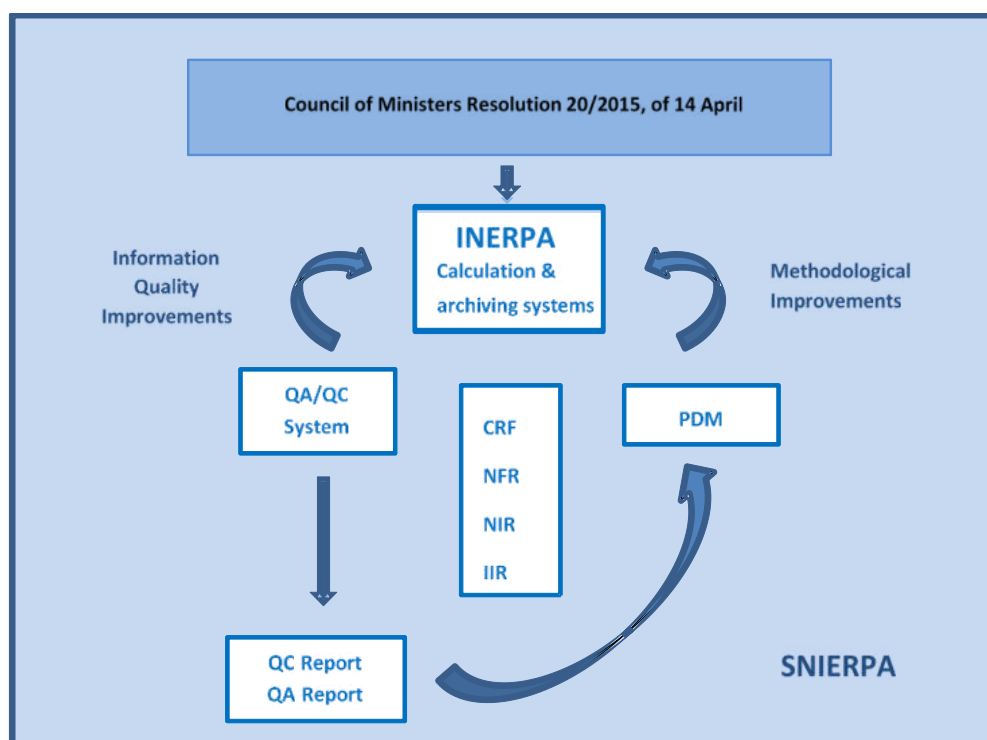 Council of Ministers Resolution 20/2015, of 14 April
INERPA
Calculation &
archiving systems
Information
Quality
Improvements
Methodological
Improvements
QA/QC
System
CRF
NFR
NIR
IIR
PDM
QC Report
QA Report
SNIERPA